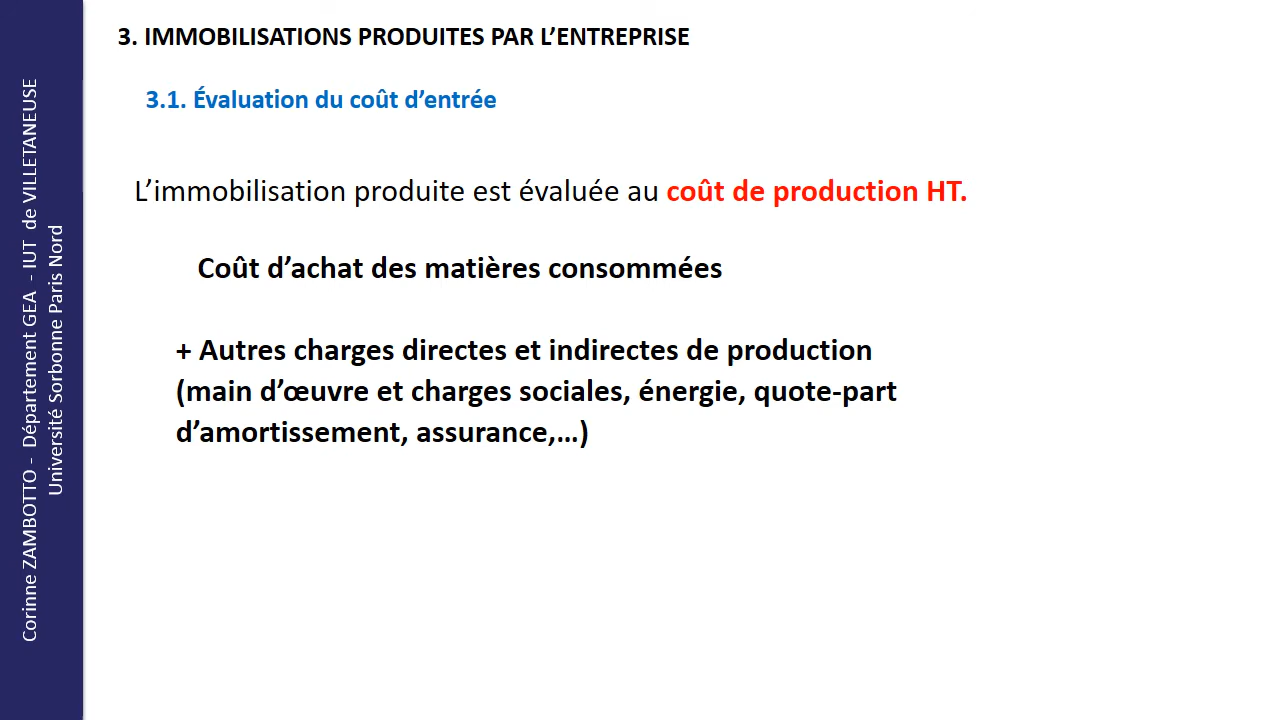 3. IMMOBILISATIONS PRODUITES PAR L’ENTREPRISE
3.1. Évaluation du coût d’entrée
L’immobilisation produite est évaluée au coût de production HT.
Coût d’achat des matières consommées
+ Autres charges directes et indirectes de production
(main d’œuvre et charges sociales, énergie, quote-part
d’amortissement, assurance,…)
Corinne ZAMBOTTO - Département GEA - IUT de VILLETANEUSE
Université Sorbonne Paris Nord